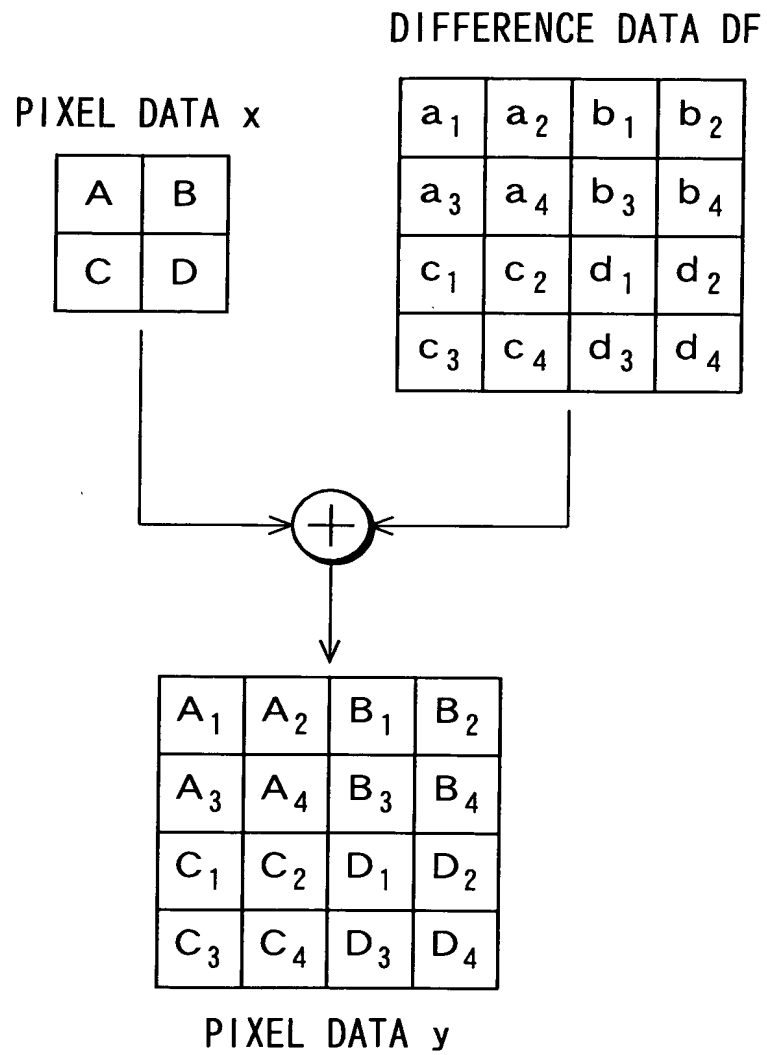 DIFFERENCE DATA DF
PIXEL DATA x
a1 a2 b1 b2
a3 a4 b3 b4
c1 c2 d1 d2
c3 c4 d3 d4
A B
C D
+
A1 A2 B1 B2
A3 A4 B3 B4
C1 C2 D1 D2
C3 C4 D3 D4
PIXEL DATA y